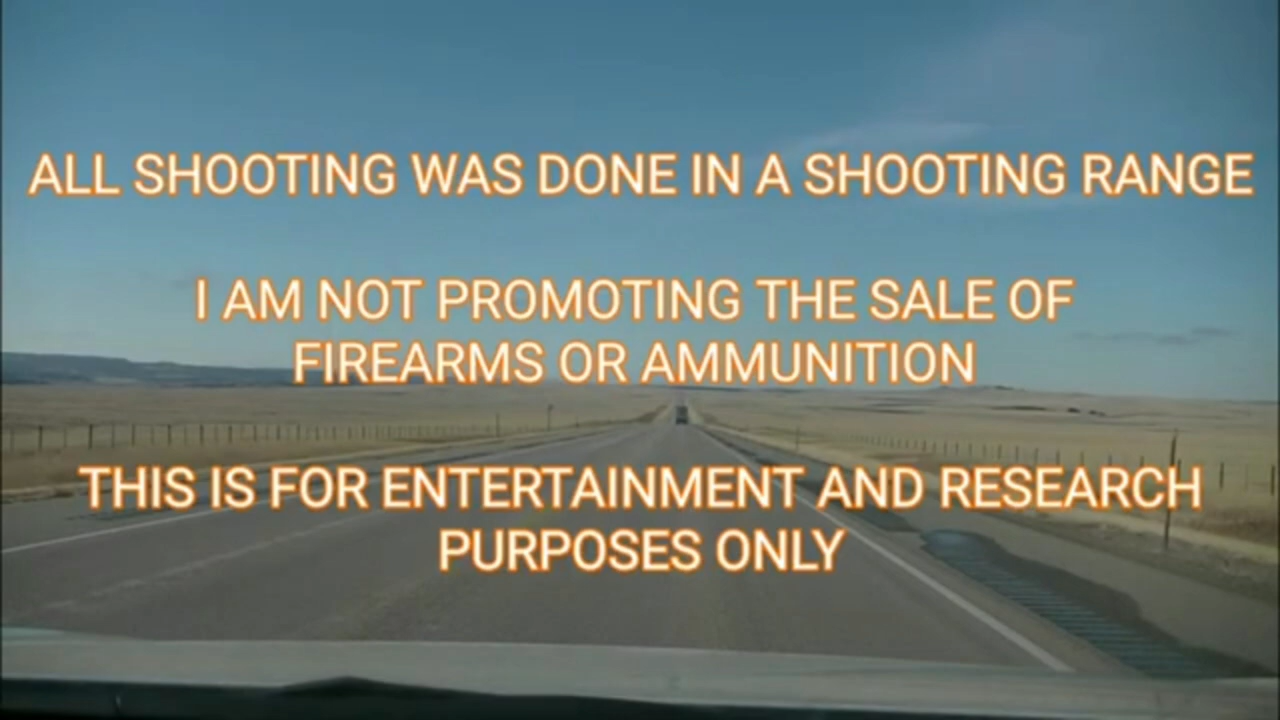 ALL SHOOTING WAS DONE IN A SHOOTING RANGE
I AM NOT PROMOTING THE SALE OF
FIREARMS OR AMMUNITION
THIS IS FOR ENTERTAINMENT AND RESEARCH
PURPOSES ONLY